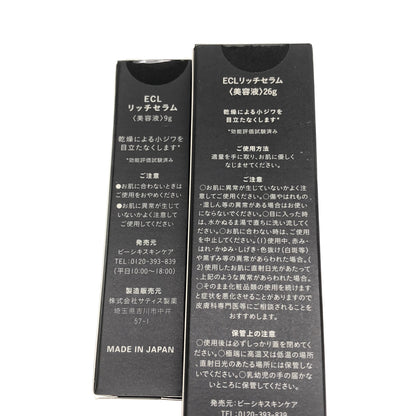 ECL
リッチセラム
〈美容液〉9g
乾燥による小ジワを
目立たなくします*
*効能評価試験済み
ご注意
●お肌に合わないときは
ご使用をおやめください
●お肌に異常が生じて
いないかよく注意して
ご使用ください
発売元
ビーシキスキンケア
TEL:0120-393-839
(平日10:00〜18:00)
製造販売元
株式会社サティス製薬
埼玉県吉川市中井
57-1
MADE IN JAPAN
ECLリッチセラム
〈美容液〉26g
乾燥による小ジワを
目立たなくします*
*効能評価試験済み
ご使用方法
適量を手に取り、お肌に優しく
なじませてください。
ご注意
○お肌に異常が生じていないかよく注
意してご使用ください。○傷やはれもの
・湿しん等の異常がある場合はお使い
にならないでください。○目に入った時
は、水かぬるま湯で直ちに洗い流してく
ださい。○お肌に合わない時は、ご使用
を中止してください。(1)使用中、赤み・
はれ・かゆみ・しげき・色抜け(白斑等)
や黒ずみ等の異常があらわれた場合。(
2)使用したお肌に直射日光があたって
、上記のような異常があらわれた場合。
○そのまま化粧品類の使用を続けます
と症状を悪化させることがありますので
皮膚科専門医等にご相談されることを
おすすめします。
保管上の注意
○使用後は必ずしっかり蓋を閉めてく
ださい。○極端に高温又は低温の場所
、直射日光のあたる場所には保管しな
いでください。○乳幼児の手の届かな
いところに保管してください。
発売元:ビーシキスキンケア
TEL:0120-393-839